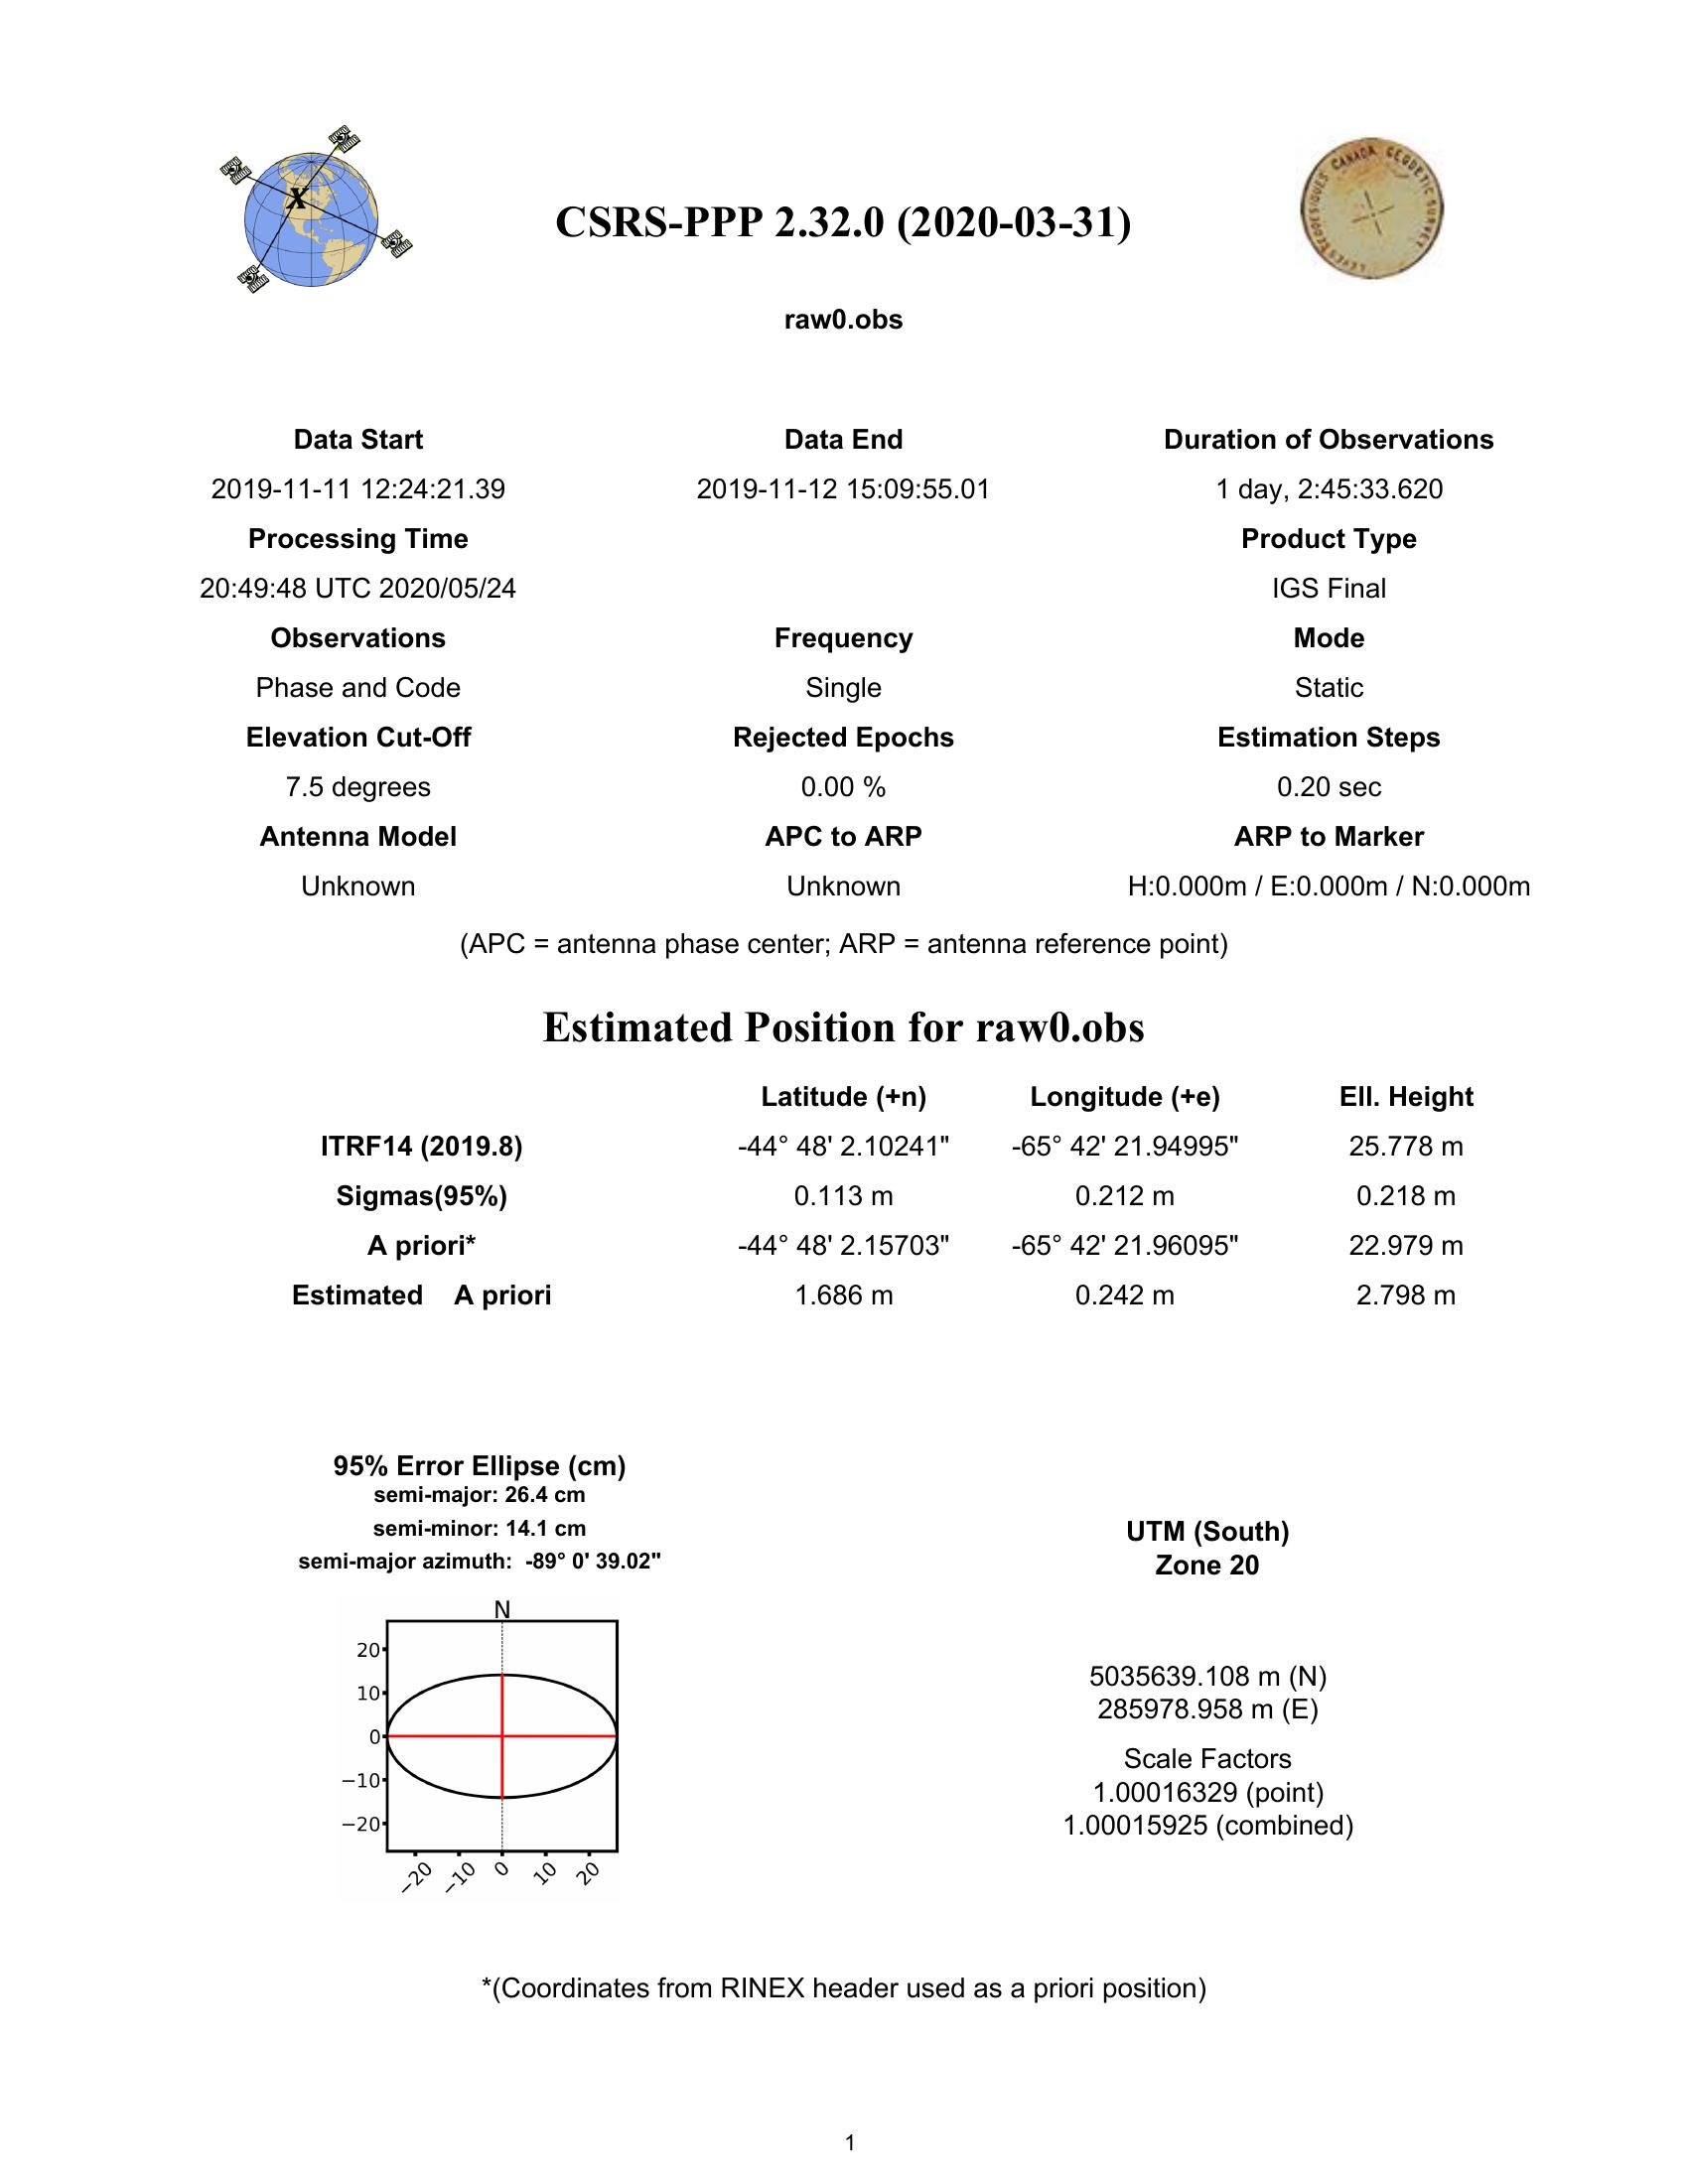 X
CANADA GEODETIC SURVEY
LEVÉS GÉODÉSIQUES
CSRS-PPP 2.32.0 (2020-03-31)
raw0.obs
Data Start Data End Duration of Observations
2019-11-11 12:24:21.39 2019-11-12 15:09:55.01 1 day, 2:45:33.620
Processing Time Product Type
20:49:48 UTC 2020/05/24 IGS Final
Observations Frequency Mode
Phase and Code Single Static
Elevation Cut-Off Rejected Epochs Estimation Steps
7.5 degrees 0.00 % 0.20 sec
Antenna Model APC to ARP ARP to Marker
Unknown Unknown H:0.000m / E:0.000m / N:0.000m
(APC = antenna phase center; ARP = antenna reference point)
Estimated Position for raw0.obs
Latitude (+n) Longitude (+e) Ell. Height
ITRF14 (2019.8) -44° 48' 2.10241" -65° 42' 21.94995" 25.778 m
Sigmas(95%) 0.113 m 0.212 m 0.218 m
A priori* -44° 48' 2.15703" -65° 42' 21.96095" 22.979 m
Estimated A priori 1.686 m 0.242 m 2.798 m
95% Error Ellipse (cm)
semi-major: 26.4 cm
semi-minor: 14.1 cm
semi-major azimuth: -89° 0' 39.02"
N
20
10
0
−10
−20
−20 −10 0 10 20
UTM (South)
Zone 20
5035639.108 m (N)
285978.958 m (E)
Scale Factors
1.00016329 (point)
1.00015925 (combined)
*(Coordinates from RINEX header used as a priori position)
1